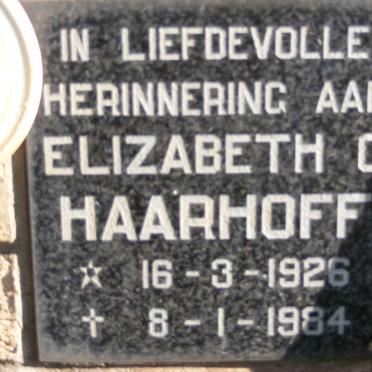 IN LIEFDEVOLLE
HERINNERING AAN
ELIZABETH
HAARHOFF
☆ 16-3-1926
✝ 8-1-1984